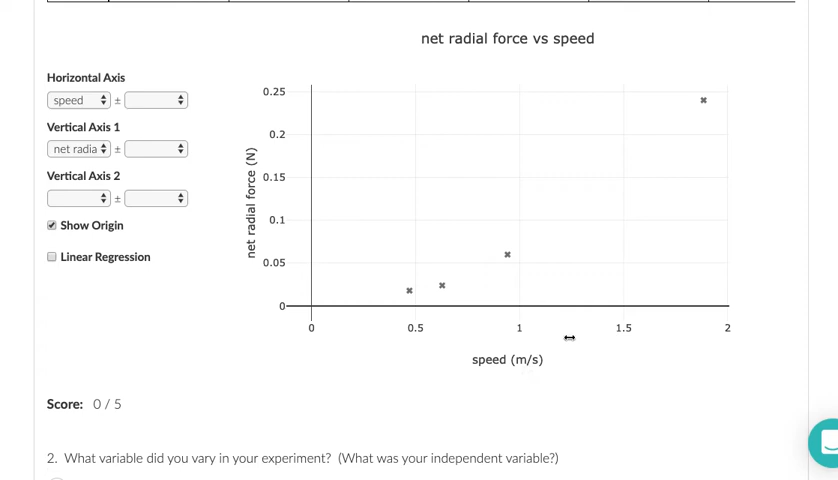 net radial force vs speed
Horizontal Axis
speed ±
Vertical Axis 1
net radia ±
Vertical Axis 2
±
Show Origin
Linear Regression
net radial force (N)
0.25
0.2
0.15
0.1
0.05
0
0 0.5 1 1.5 2
speed (m/s)
Score: 0 / 5
2. What variable did you vary in your experiment? (What was your independent variable?)